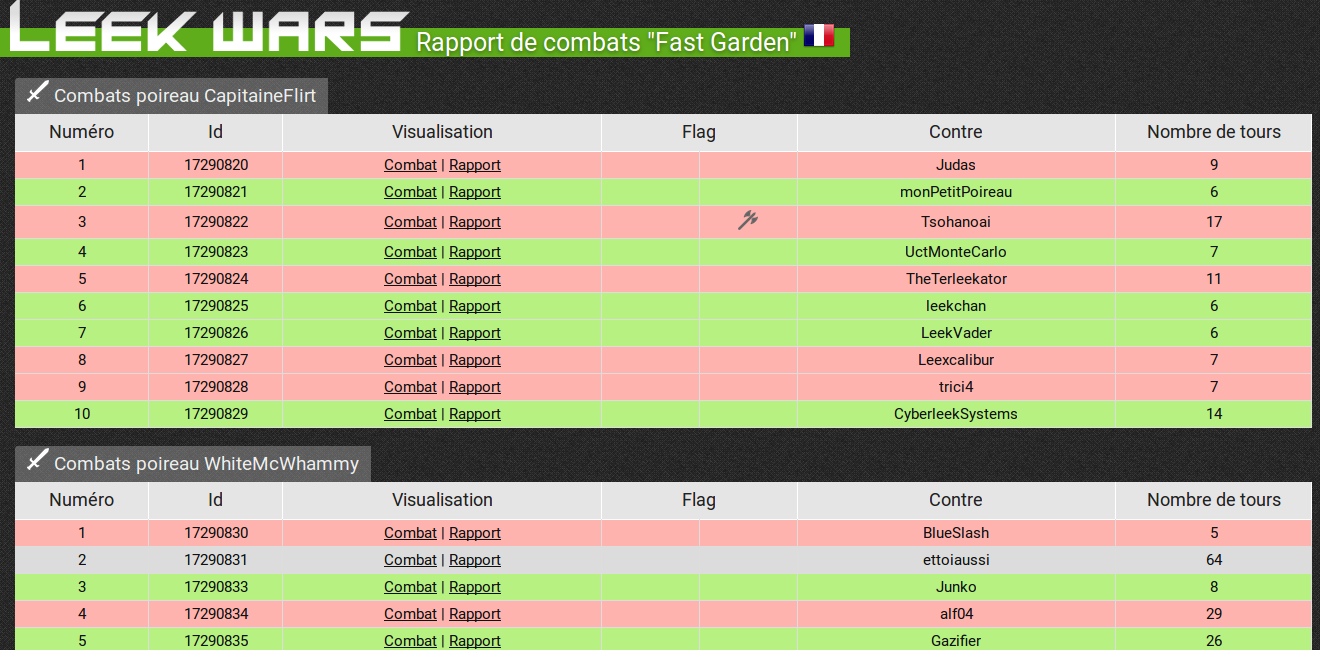 LEEK WARS Rapport de combats "Fast Garden"
Combats poireau CapitaineFlirt
Numéro Id Visualisation Flag Contre Nombre de tours
1 17290820 Combat | Rapport Judas 9
2 17290821 Combat | Rapport monPetitPoireau 6
3 17290822 Combat | Rapport Tsohanoai 17
4 17290823 Combat | Rapport UctMonteCarlo 7
5 17290824 Combat | Rapport TheTerleekator 11
6 17290825 Combat | Rapport leekchan 6
7 17290826 Combat | Rapport LeekVader 6
8 17290827 Combat | Rapport Leexcalibur 7
9 17290828 Combat | Rapport trici4 7
10 17290829 Combat | Rapport CyberleekSystems 14
Combats poireau WhiteMcWhammy
Numéro Id Visualisation Flag Contre Nombre de tours
1 17290830 Combat | Rapport BlueSlash 5
2 17290831 Combat | Rapport ettoiaussi 64
3 17290833 Combat | Rapport Junko 8
4 17290834 Combat | Rapport alf04 29
5 17290835 Combat | Rapport Gazifier 26